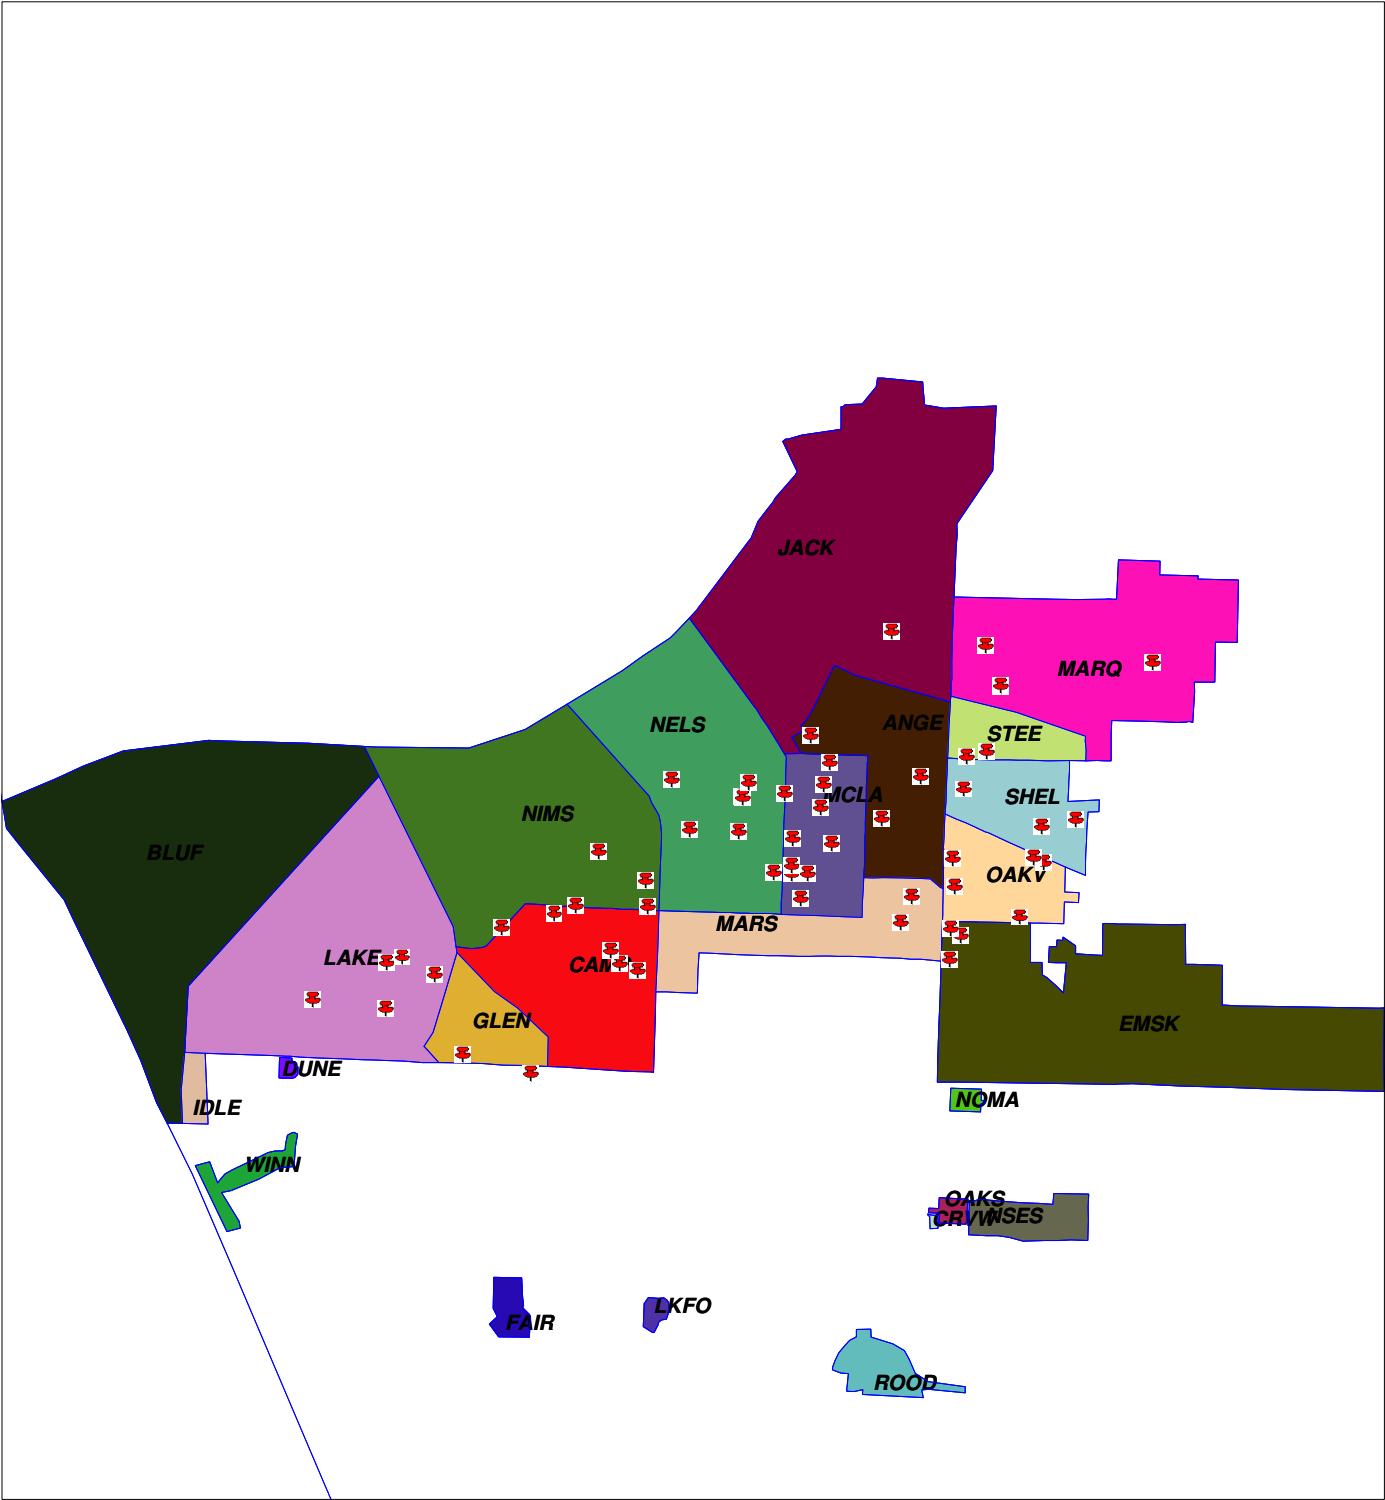 JACK
MARQ
NELS
ANGE
STEE
MCLA
SHEL
NIMS
BLUF
OAKV
MARS
LAKE
GLEN
EMSK
DUNE
NOMA
IDLE
WINN
OAKS
CRVW
NSES
LKFO
FAIR
ROOD